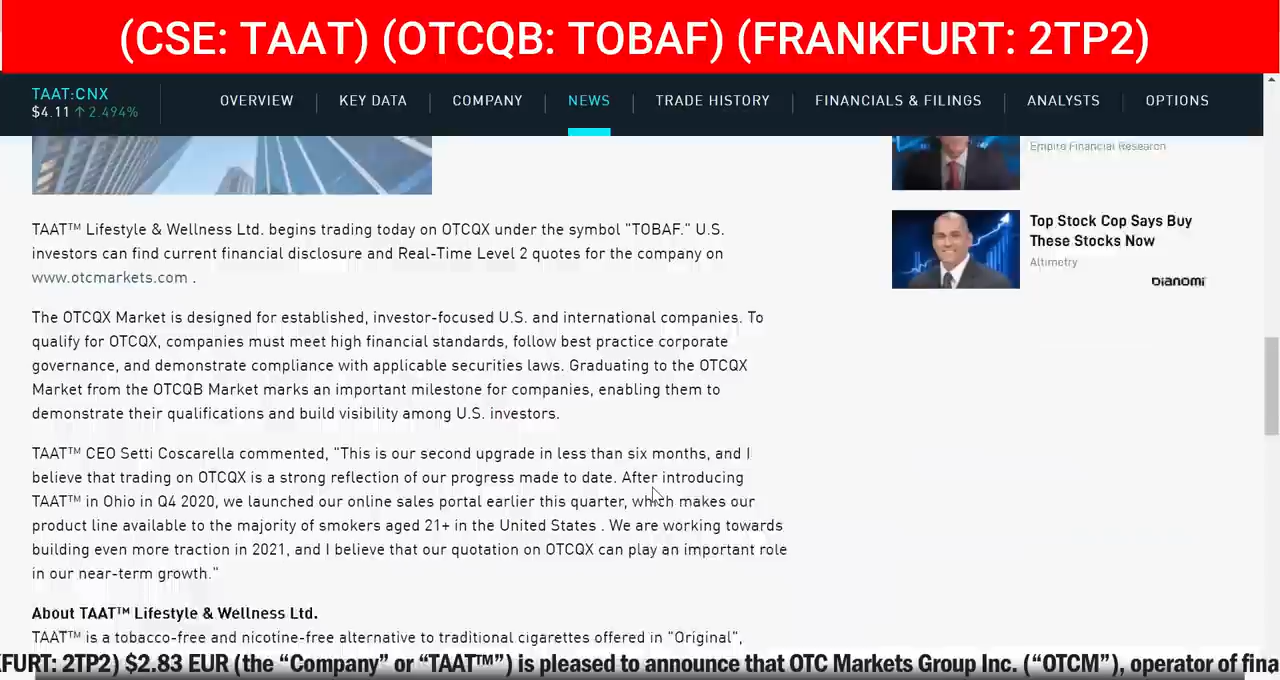 (CSE: TAAT) (OTCQB: TOBAF) (FRANKFURT: 2TP2)
TAAT:CNX
$4.11 ↑ 2.494%
OVERVIEW
KEY DATA
COMPANY
NEWS
TRADE HISTORY
FINANCIALS & FILINGS
ANALYSTS
OPTIONS
Empire Financial Research
Top Stock Cop Says Buy
These Stocks Now
Altimetry
DIANOMI
TAAT™ Lifestyle & Wellness Ltd. begins trading today on OTCQX under the symbol "TOBAF." U.S.
investors can find current financial disclosure and Real-Time Level 2 quotes for the company on
www.otcmarkets.com .
The OTCQX Market is designed for established, investor-focused U.S. and international companies. To
qualify for OTCQX, companies must meet high financial standards, follow best practice corporate
governance, and demonstrate compliance with applicable securities laws. Graduating to the OTCQX
Market from the OTCQB Market marks an important milestone for companies, enabling them to
demonstrate their qualifications and build visibility among U.S. investors.
TAAT™ CEO Setti Coscarella commented, "This is our second upgrade in less than six months, and I
believe that trading on OTCQX is a strong reflection of our progress made to date. After introducing
TAAT™ in Ohio in Q4 2020, we launched our online sales portal earlier this quarter, which makes our
product line available to the majority of smokers aged 21+ in the United States . We are working towards
building even more traction in 2021, and I believe that our quotation on OTCQX can play an important role
in our near-term growth."
About TAAT™ Lifestyle & Wellness Ltd.
TAAT™ is a tobacco-free and nicotine-free alternative to traditional cigarettes offered in "Original",
KFURT: 2TP2) $2.83 EUR (the “Company” or “TAAT™”) is pleased to announce that OTC Markets Group Inc. (“OTCM”), operator of fina